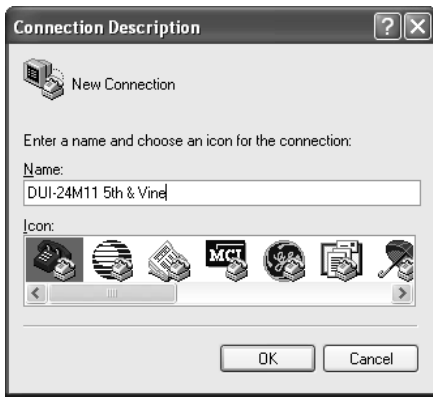 Connection Description
New Connection
Enter a name and choose an icon for the connection:
Name:
DUI-24M11 5th & Vine
Icon:
MCI
OK Cancel